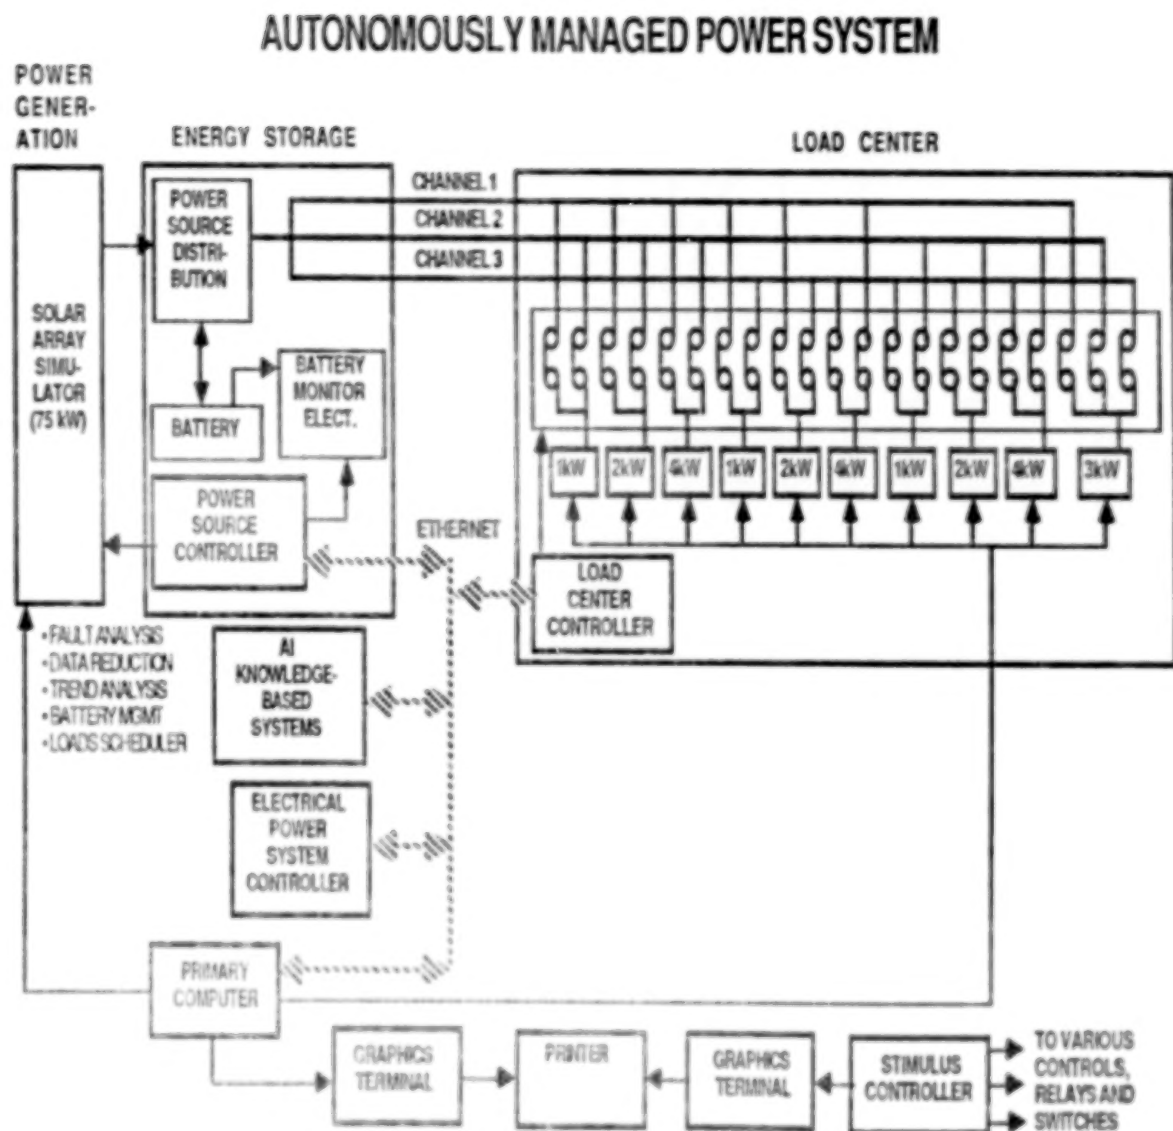 AUTONOMOUSLY MANAGED POWER SYSTEM
POWER
GENER-
ATION
ENERGY STORAGE
LOAD CENTER
SOLAR
ARRAY
SIMU-
LATOR
(75 kW)
POWER
SOURCE
DISTRI-
BUTION
BATTERY
BATTERY
MONITOR
ELECT.
POWER
SOURCE
CONTROLLER
CHANNEL 1
CHANNEL 2
CHANNEL 3
1kW
2kW
4kW
1kW
2kW
4kW
1kW
2kW
4kW
3kW
ETHERNET
LOAD
CENTER
CONTROLLER
• FAULT ANALYSIS
• DATA REDUCTION
• TREND ANALYSIS
• BATTERY MGMT
• LOADS SCHEDULER
AI
KNOWLEDGE-
BASED
SYSTEMS
ELECTRICAL
POWER
SYSTEM
CONTROLLER
PRIMARY
COMPUTER
GRAPHICS
TERMINAL
PRINTER
GRAPHICS
TERMINAL
STIMULUS
CONTROLLER
TO VARIOUS
CONTROLS,
RELAYS AND
SWITCHES